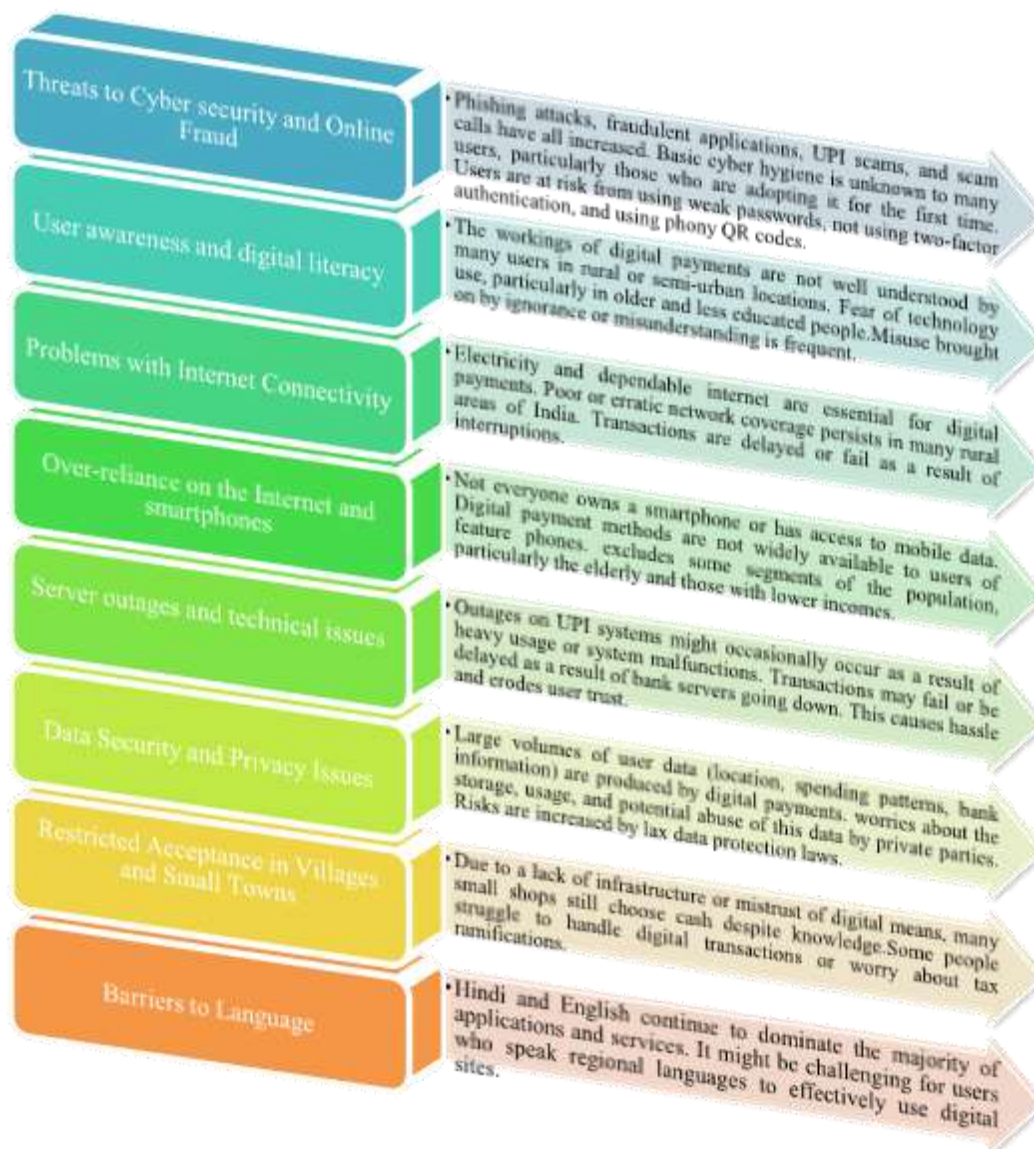 Threats to Cyber security and Online
Fraud
•Phishing attacks, fraudulent applications, UPI scams, and scam
calls have all increased. Basic cyber hygiene is unknown to many
users, particularly those who are adopting it for the first time.
Users are at risk from using weak passwords, not using two-factor
authentication, and using phony QR codes.
User awareness and digital literacy
•The workings of digital payments are not well understood by
many users in rural or semi-urban locations. Fear of technology
use, particularly in older and less educated people.Misuse brought
on by ignorance or misunderstanding is frequent.
Problems with Internet Connectivity
•Electricity and dependable internet are essential for digital
payments. Poor or erratic network coverage persists in many rural
areas of India. Transactions are delayed or fail as a result of
interruptions.
Over-reliance on the Internet and
smartphones
•Not everyone owns a smartphone or has access to mobile data.
Digital payment methods are not widely available to users of
feature phones. excludes some segments of the population,
particularly the elderly and those with lower incomes.
Server outages and technical issues
•Outages on UPI systems might occasionally occur as a result of
heavy usage or system malfunctions. Transactions may fail or be
delayed as a result of bank servers going down. This causes hassle
and erodes user trust.
Data Security and Privacy Issues
•Large volumes of user data (location, spending patterns, bank
information) are produced by digital payments. worries about the
storage, usage, and potential abuse of this data by private parties.
Risks are increased by lax data protection laws.
Restricted Acceptance in Villages
and Small Towns
•Due to a lack of infrastructure or mistrust of digital means, many
small shops still choose cash despite knowledge.Some people
struggle to handle digital transactions or worry about tax
ramifications.
Barriers to Language
•Hindi and English continue to dominate the majority of
applications and services. It might be challenging for users
who speak regional languages to effectively use digital
sites.